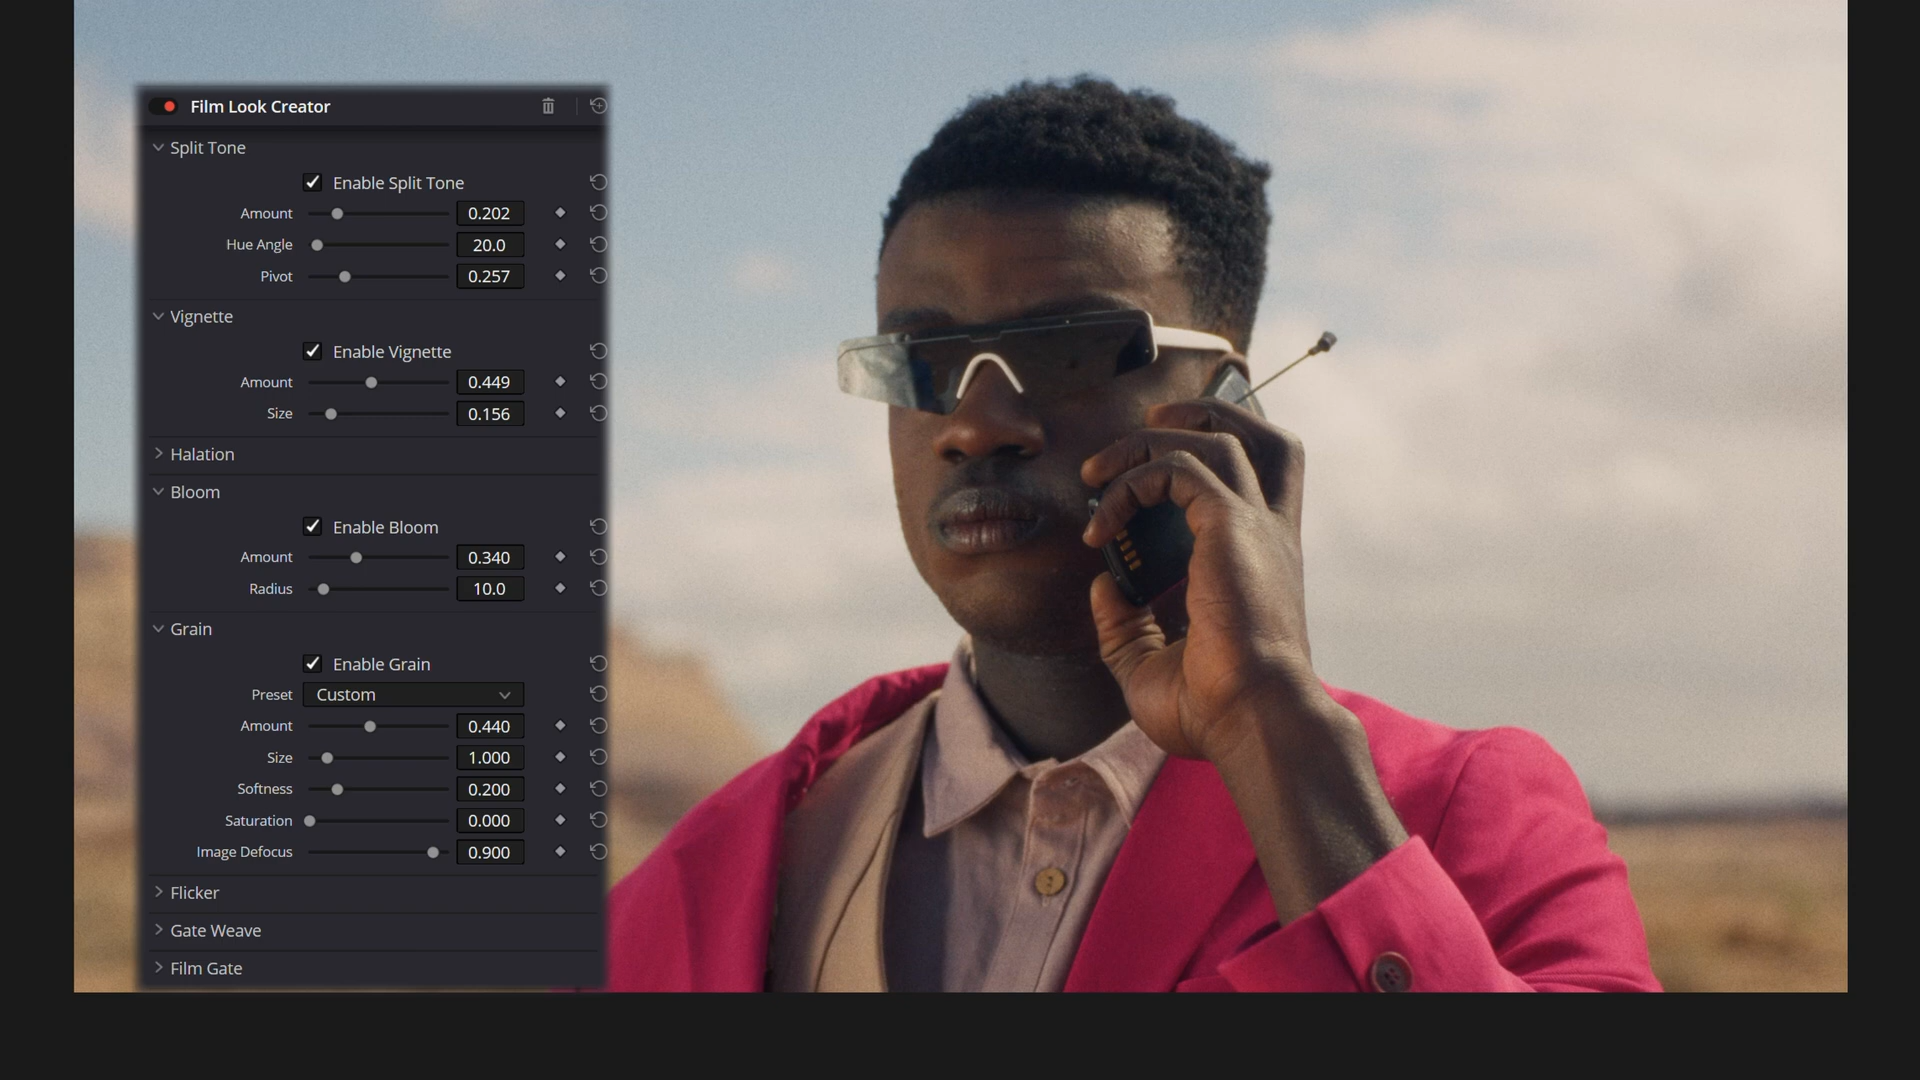 Film Look Creator
Split Tone
Enable Split Tone
Amount 0.202
Hue Angle 20.0
Pivot 0.257
Vignette
Enable Vignette
Amount 0.449
Size 0.156
Halation
Bloom
Enable Bloom
Amount 0.340
Radius 10.0
Grain
Enable Grain
Preset Custom
Amount 0.440
Size 1.000
Softness 0.200
Saturation 0.000
Image Defocus 0.900
Flicker
Gate Weave
Film Gate